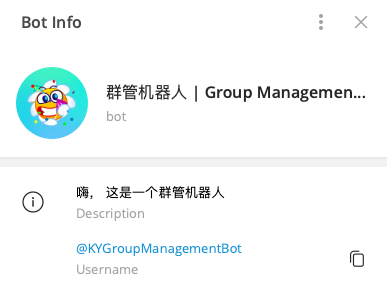 Bot Info
群管机器人 | Group Managemen...
bot
嗨， 这是一个群管机器人
Description
@KYGroupManagementBot
Username